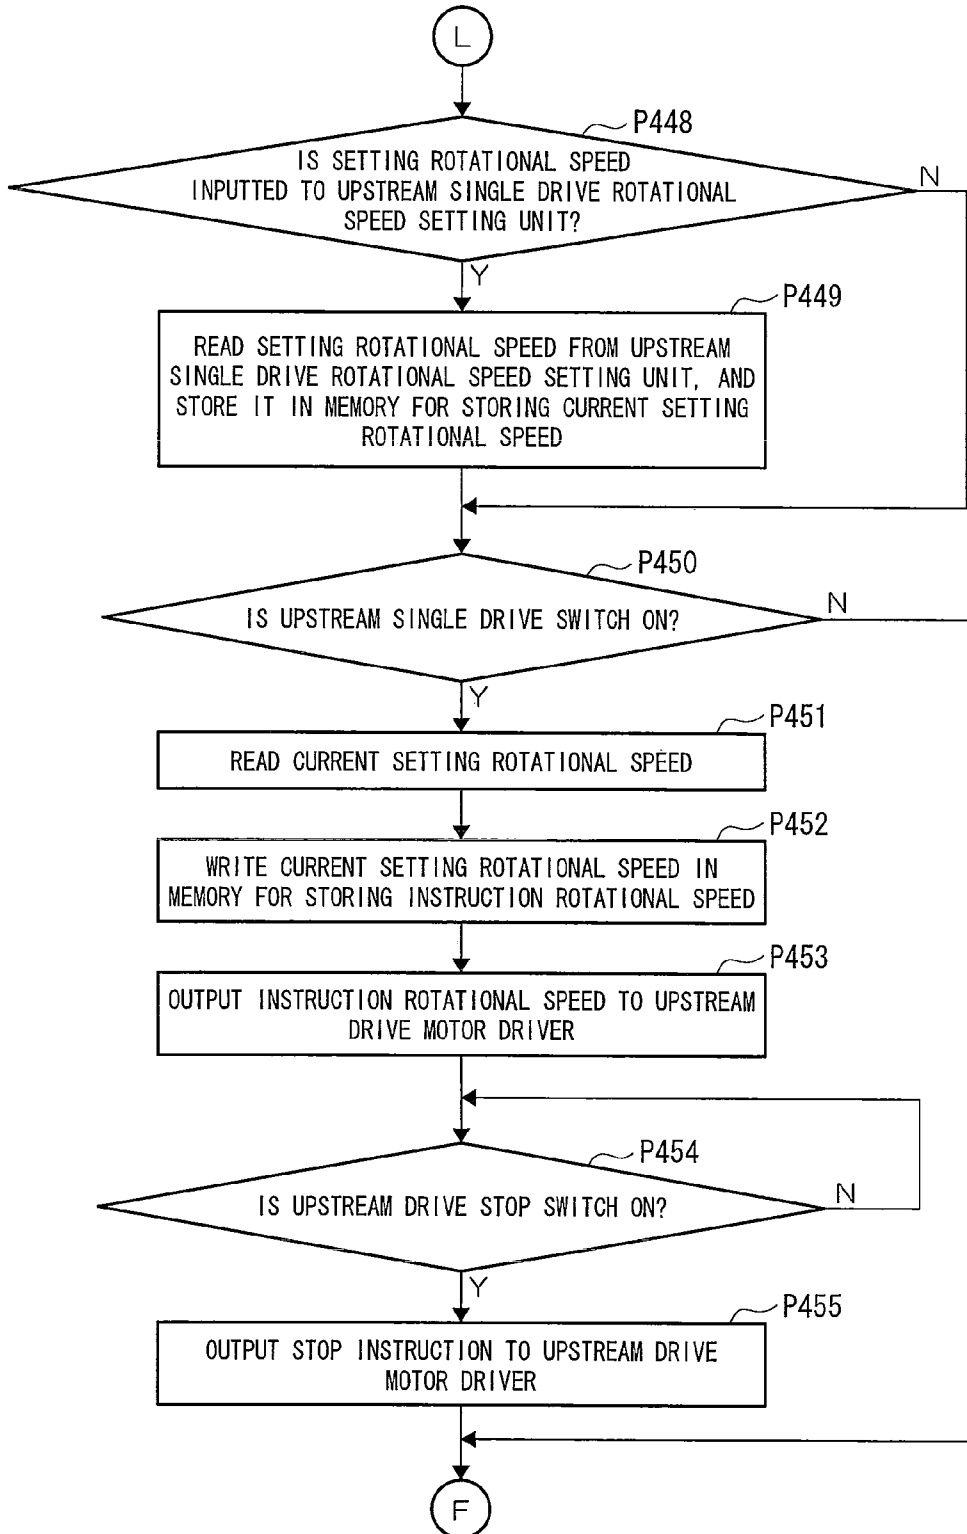 L
P448
IS SETTING ROTATIONAL SPEED
INPUTTED TO UPSTREAM SINGLE DRIVE ROTATIONAL
SPEED SETTING UNIT?
N
Y
P449
READ SETTING ROTATIONAL SPEED FROM UPSTREAM
SINGLE DRIVE ROTATIONAL SPEED SETTING UNIT, AND
STORE IT IN MEMORY FOR STORING CURRENT SETTING
ROTATIONAL SPEED
P450
IS UPSTREAM SINGLE DRIVE SWITCH ON?
N
Y
P451
READ CURRENT SETTING ROTATIONAL SPEED
P452
WRITE CURRENT SETTING ROTATIONAL SPEED IN
MEMORY FOR STORING INSTRUCTION ROTATIONAL SPEED
P453
OUTPUT INSTRUCTION ROTATIONAL SPEED TO UPSTREAM
DRIVE MOTOR DRIVER
P454
IS UPSTREAM DRIVE STOP SWITCH ON?
N
Y
P455
OUTPUT STOP INSTRUCTION TO UPSTREAM DRIVE
MOTOR DRIVER
F